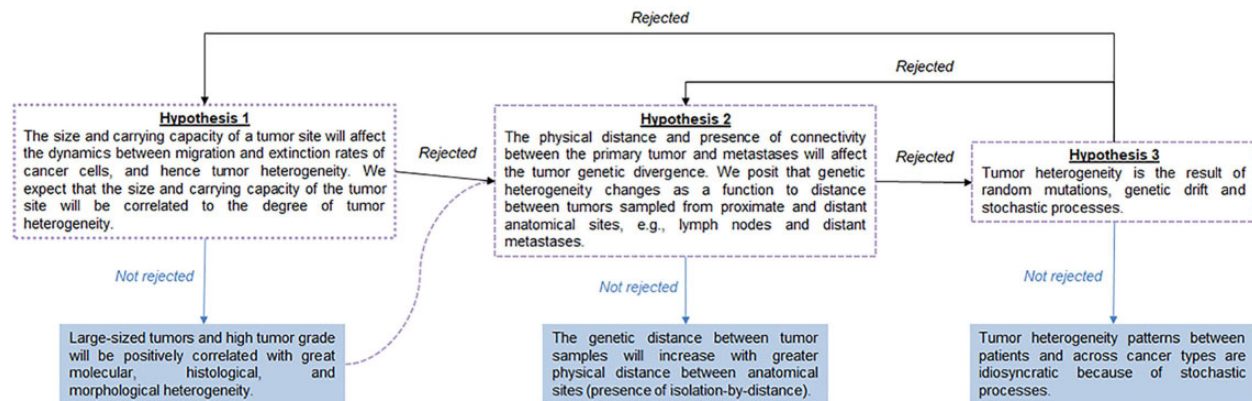 Rejected
Rejected
Hypothesis 1
The size and carrying capacity of a tumor site will affect
the dynamics between migration and extinction rates of
cancer cells, and hence tumor heterogeneity. We
expect that the size and carrying capacity of the tumor
site will be correlated to the degree of tumor
heterogeneity.
Rejected
Hypothesis 2
The physical distance and presence of connectivity
between the primary tumor and metastases will affect
the tumor genetic divergence. We posit that genetic
heterogeneity changes as a function to distance
between tumors sampled from proximate and distant
anatomical sites, e.g., lymph nodes and distant
metastases.
Rejected
Hypothesis 3
Tumor heterogeneity is the result of
random mutations, genetic drift and
stochastic processes.
Not rejected
Not rejected
Not rejected
Large-sized tumors and high tumor grade
will be positively correlated with great
molecular, histological, and
morphological heterogeneity.
The genetic distance between tumor
samples will increase with greater
physical distance between anatomical
sites (presence of isolation-by-distance).
Tumor heterogeneity patterns between
patients and across cancer types are
idiosyncratic because of stochastic
processes.